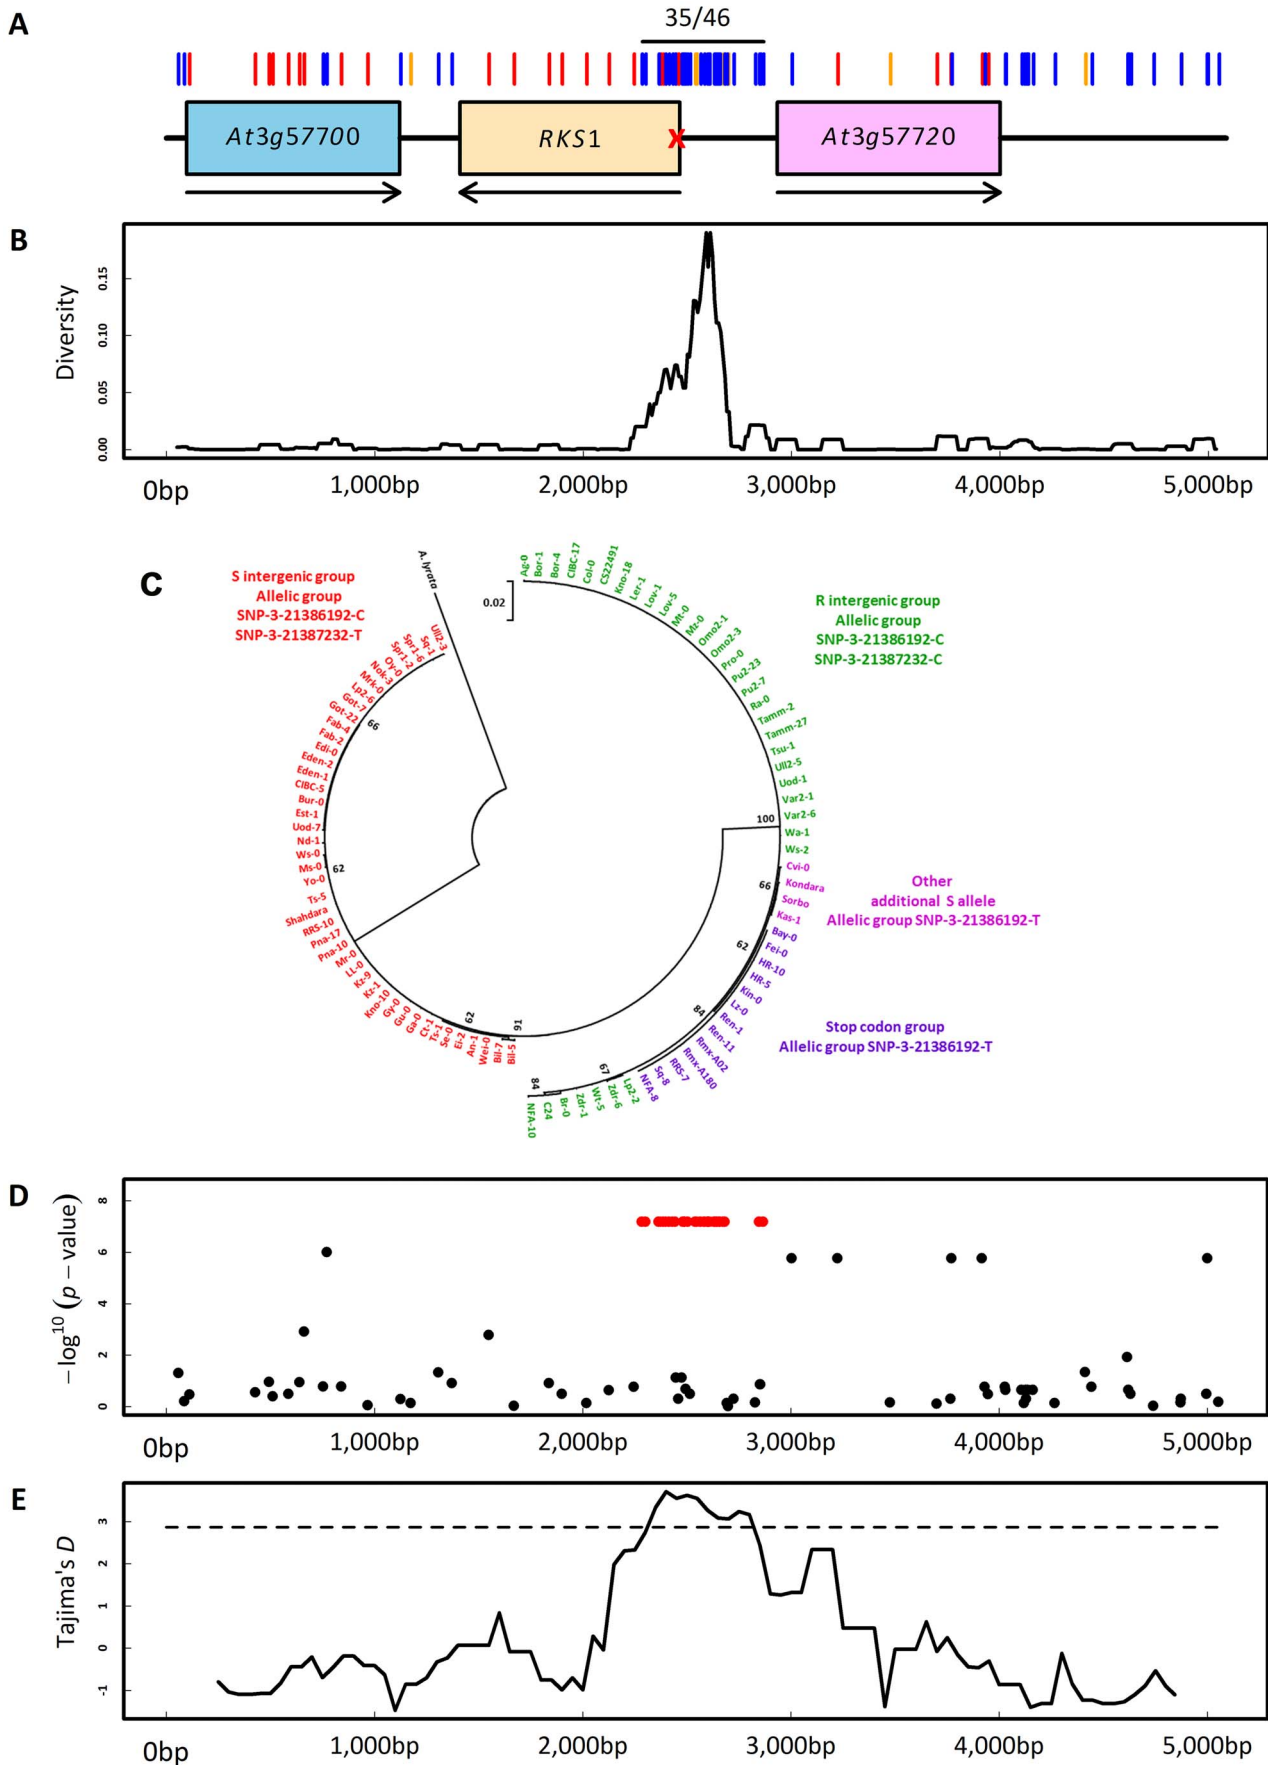 A
35/46
At3g57700
RKS1
X
At3g57720
B
Diversity
0.15
0.10
0.05
0.00
0bp
1,000bp
2,000bp
3,000bp
4,000bp
5,000bp
C
S intergenic group
Allelic group
SNP-3-21386192-C
SNP-3-21387232-T
A. lyrata
0.02
R intergenic group
Allelic group
SNP-3-21386192-C
SNP-3-21387232-C
Ag-0
Bor-1
Bor-4
CIBC-17
Col-0
CS22491
Kno-18
Ler-1
Lov-1
Lov-5
Mt-0
Mz-0
Omo2-1
Omo2-3
Pro-0
Pu2-23
Pu2-7
Ra-0
Tamm-2
Tamm-27
Tsu-1
Ull2-5
Uod-1
Var2-1
Var2-6
Wa-1
Ws-2
100
Cvi-0
Kondara
Sorbo
Kas-1
66
Other
additional S allele
Allelic group SNP-3-21386192-T
Bay-0
Fei-0
HR-10
HR-5
Kin-0
Lz-0
Ren-1
Ren-11
Rmx-A02
Rmx-A180
RRS-7
Sq-8
NFA-8
62
84
Stop codon group
Allelic group SNP-3-21386192-T
Lp2-2
Zdr-6
Wt-5
Zdr-1
Br-0
C24
NFA-10
67
84
Bil-5
Bil-7
Wei-0
An-1
Ei-2
Se-0
Ts-1
Ct-1
Ga-0
Gu-0
Gy-0
Kno-10
Kz-1
Kz-9
LL-0
Mr-0
Pna-10
Pna-17
RRS-10
Shahdara
Ts-5
Yo-0
Ms-0
Ws-0
Nd-1
Uod-7
Est-1
Bur-0
CIBC-5
Eden-1
Eden-2
Edi-0
Fab-2
Fab-4
Got-22
Got-7
Lp2-6
Mrk-0
Nok-3
Oy-0
Spr1-2
Spr1-6
Sq-1
Ull2-3
91
62
62
66
D
−log¹⁰ (p − value)
8
6
4
2
0
0bp
1,000bp
2,000bp
3,000bp
4,000bp
5,000bp
E
Tajima's D
3
2
1
0
-1
0bp
1,000bp
2,000bp
3,000bp
4,000bp
5,000bp